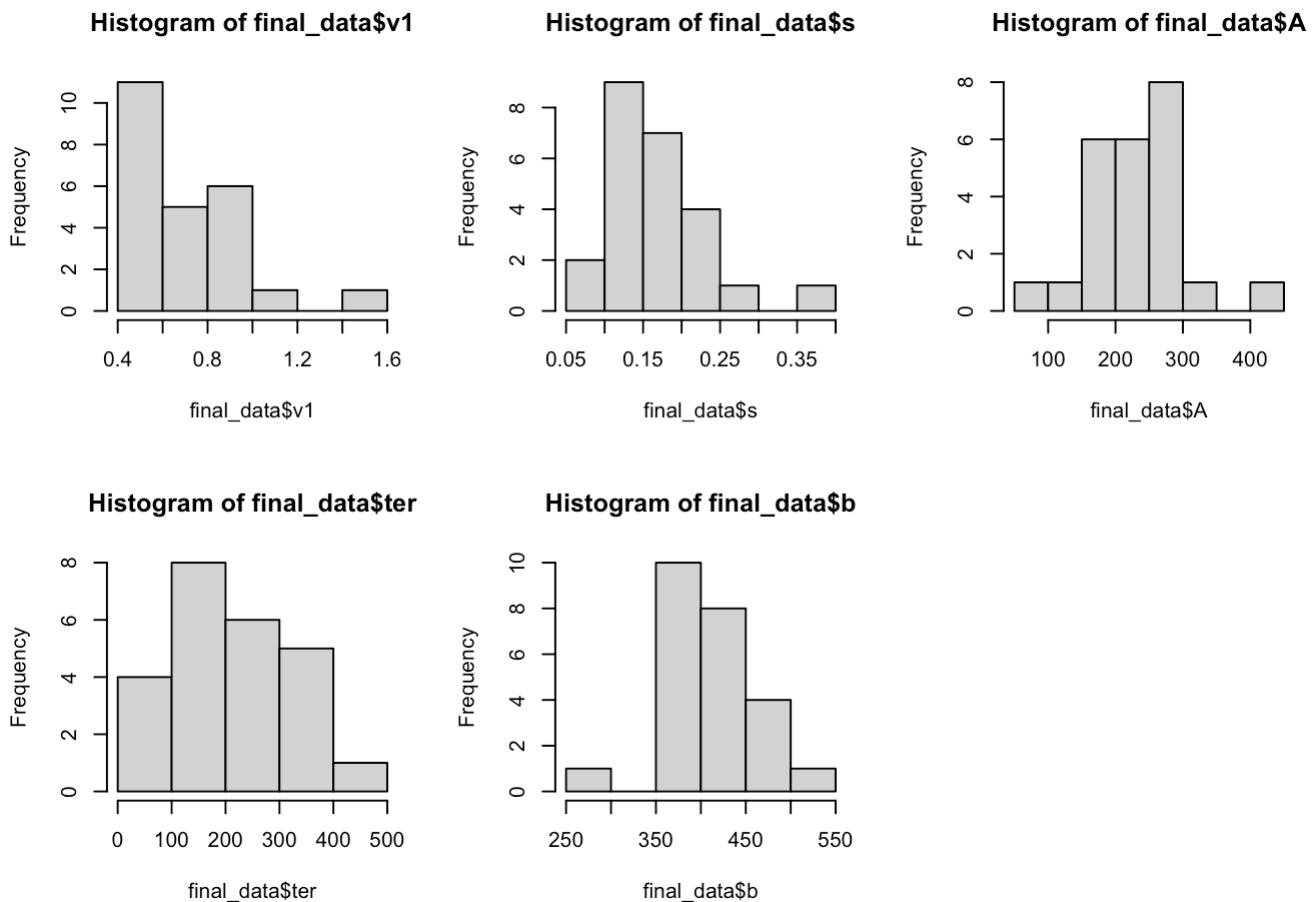 Histogram of final_data$v1
Frequency
0 2 4 6 8 10
0.4 0.8 1.2 1.6
final_data$v1
Histogram of final_data$s
Frequency
0 2 4 6 8
0.05 0.15 0.25 0.35
final_data$s
Histogram of final_data$A
Frequency
0 2 4 6 8
100 200 300 400
final_data$A
Histogram of final_data$ter
Frequency
0 2 4 6 8
0 100 200 300 400 500
final_data$ter
Histogram of final_data$b
Frequency
0 2 4 6 8 10
250 350 450 550
final_data$b